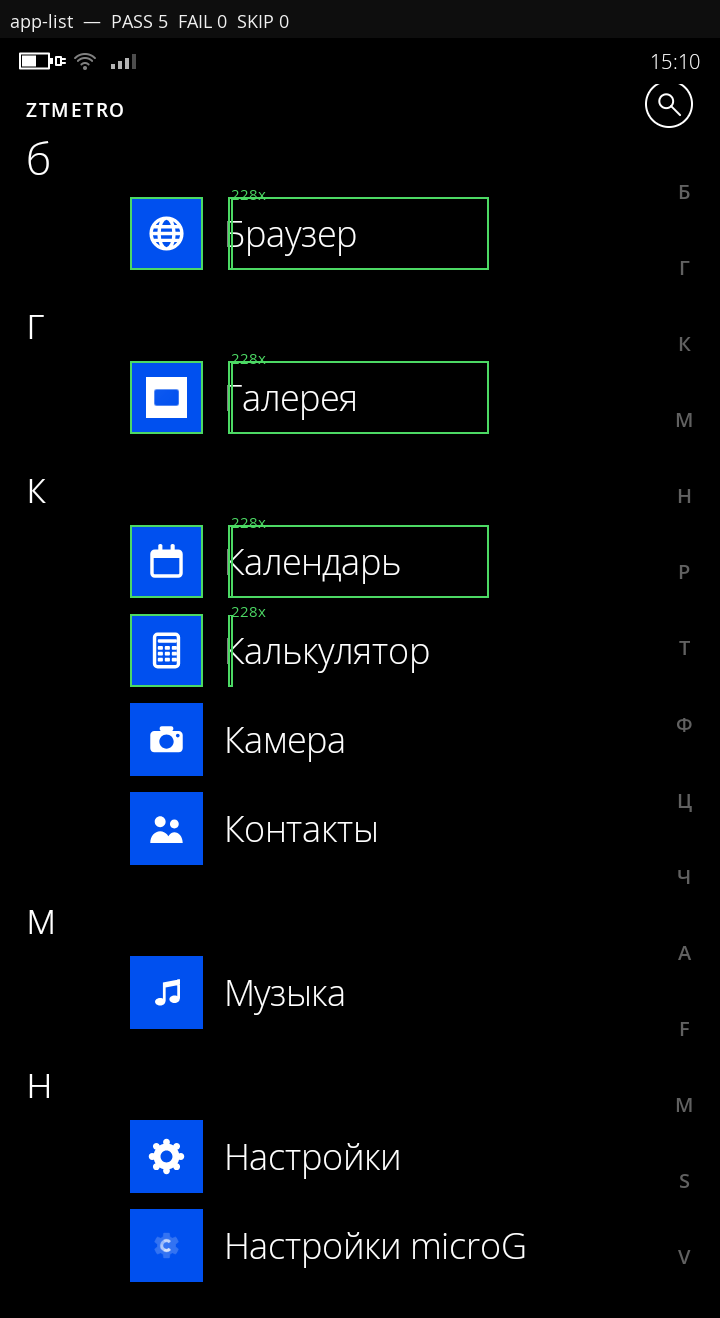 app-list — PASS 5 FAIL 0 SKIP 0
15:10
ZTMETRO
б
228x
Браузер
Г
228x
Галерея
К
228x
Календарь
228x
Калькулятор
Камера
Контакты
М
Музыка
Н
Настройки
Настройки microG
Б
Г
К
М
Н
Р
Т
Ф
Ц
Ч
A
F
M
S
V